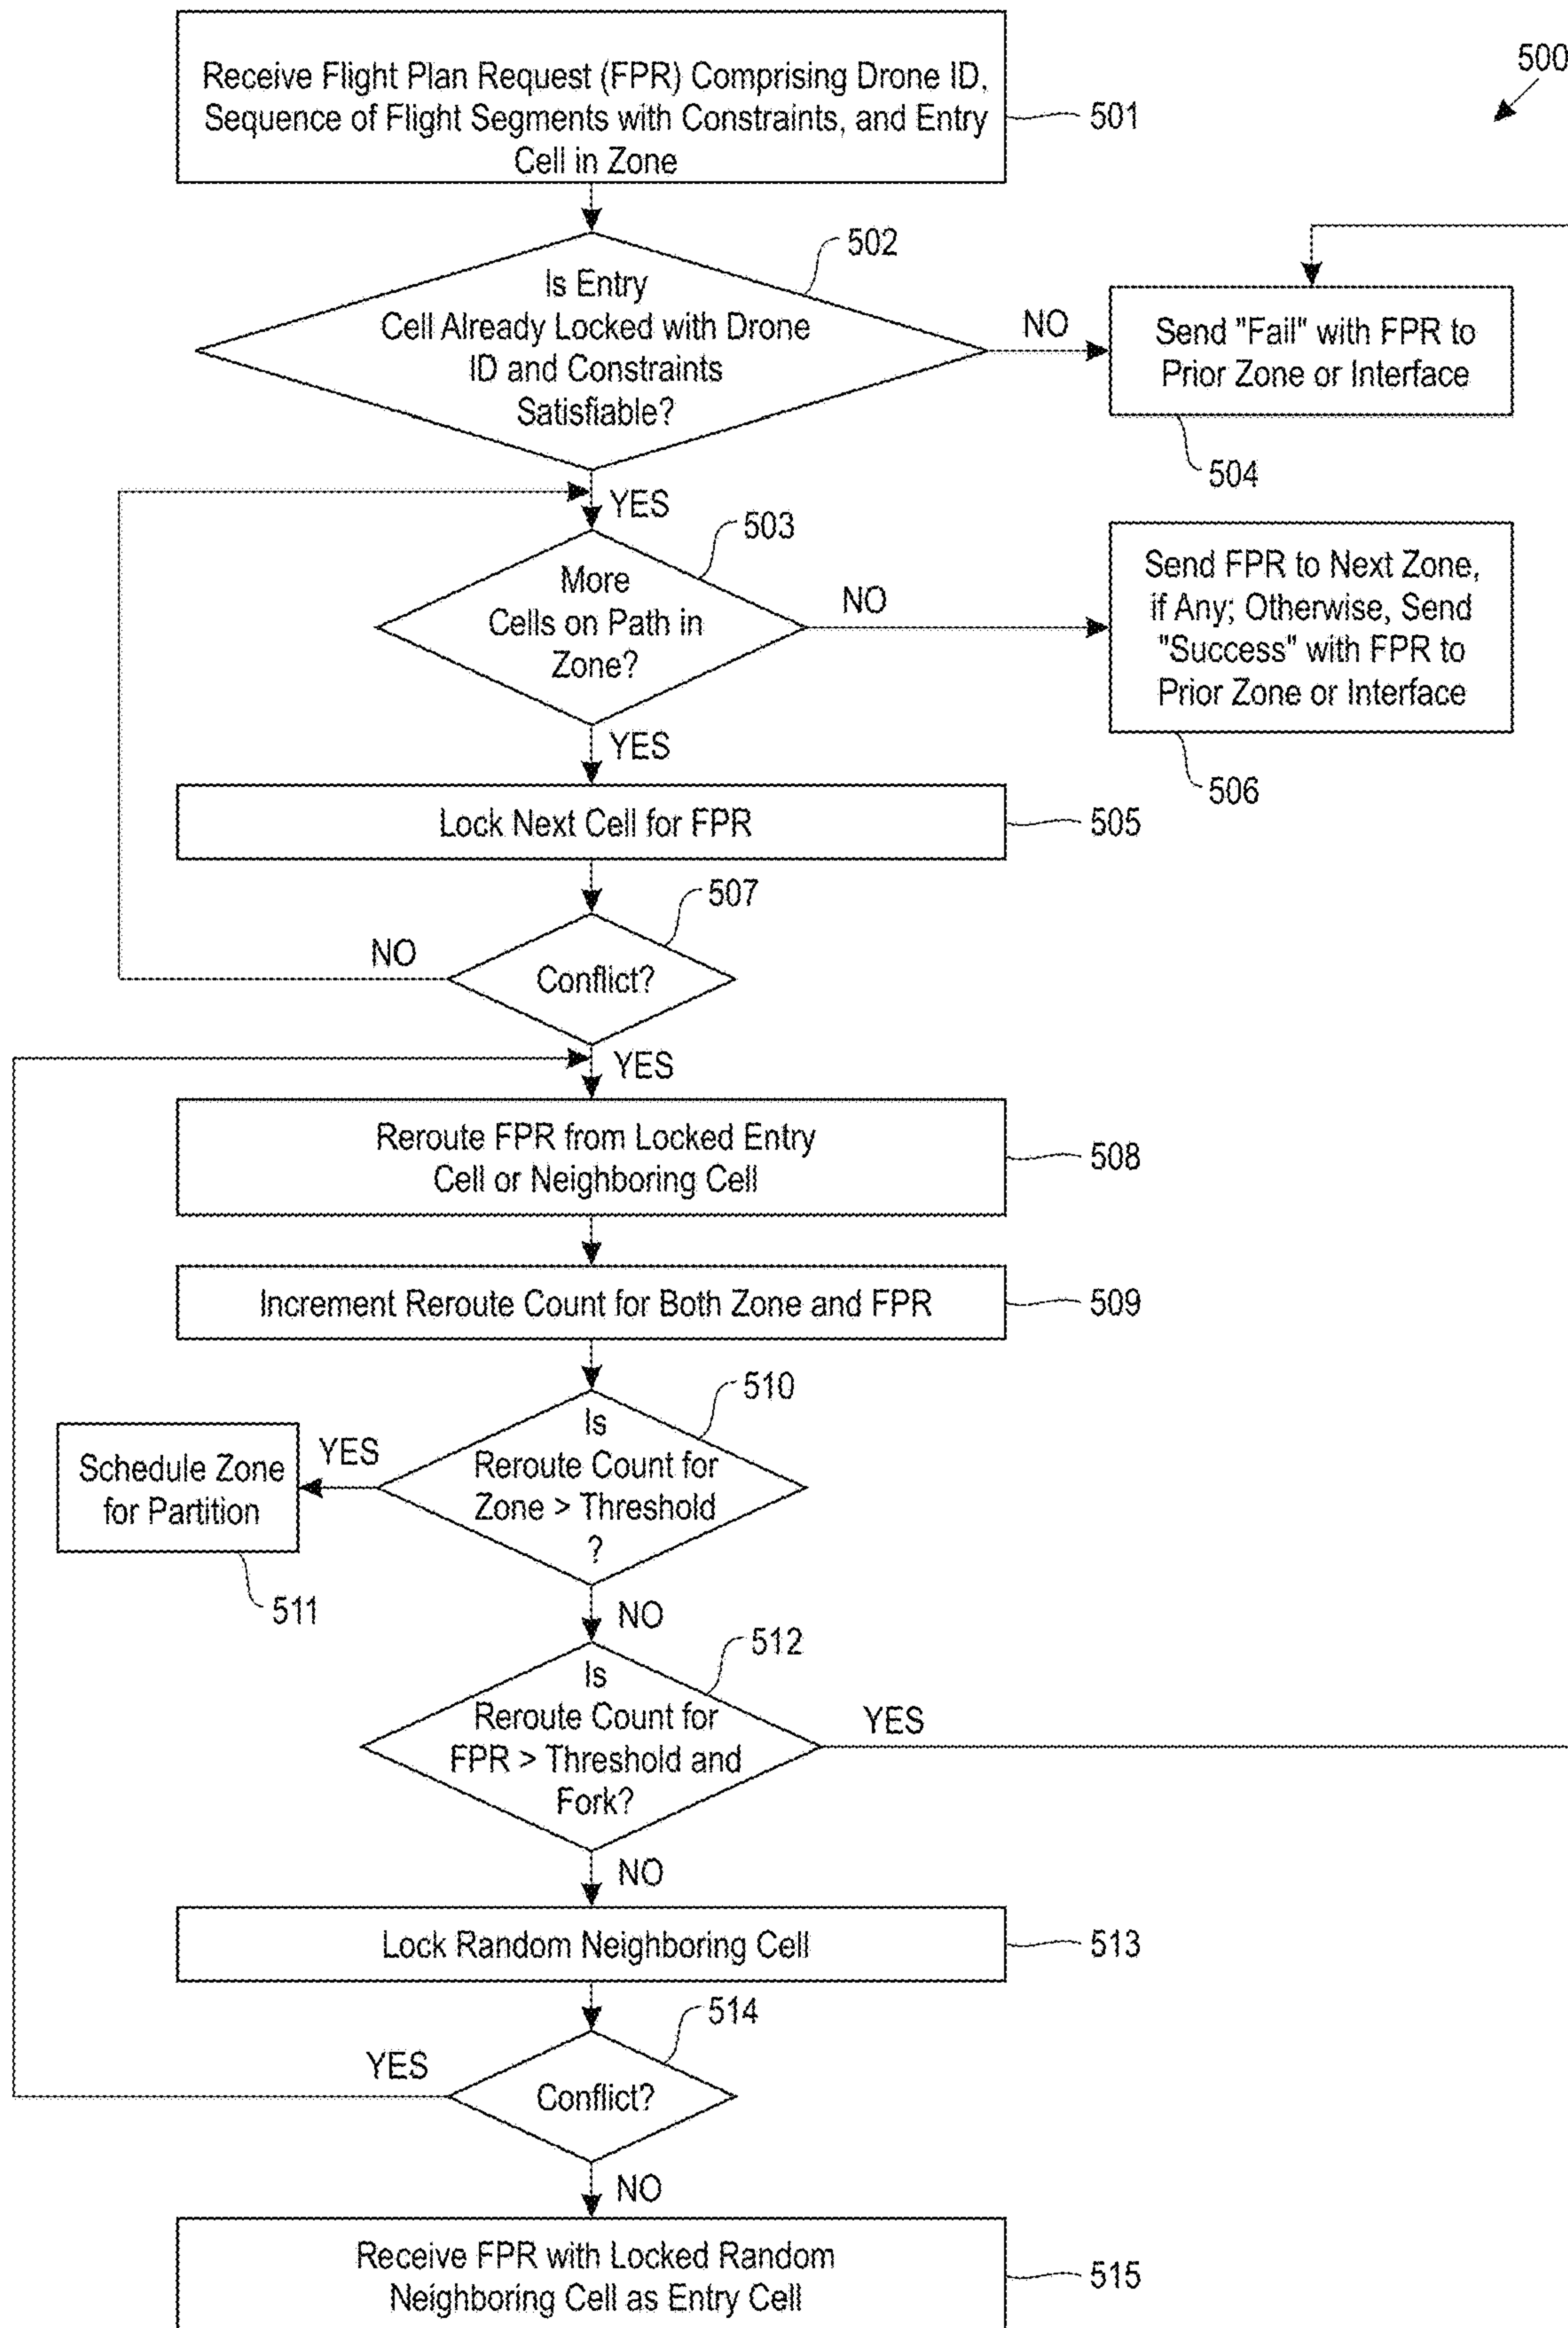 500
Receive Flight Plan Request (FPR) Comprising Drone ID,
Sequence of Flight Segments with Constraints, and Entry
Cell in Zone
501
502
Is Entry
Cell Already Locked with Drone
ID and Constraints
Satisfiable?
NO
Send "Fail" with FPR to
Prior Zone or Interface
504
YES
503
More
Cells on Path in
Zone?
NO
Send FPR to Next Zone,
if Any; Otherwise, Send
"Success" with FPR to
Prior Zone or Interface
506
YES
Lock Next Cell for FPR
505
507
NO
Conflict?
YES
Reroute FPR from Locked Entry
Cell or Neighboring Cell
508
Increment Reroute Count for Both Zone and FPR
509
510
Is
Reroute Count for
Zone > Threshold
?
YES
Schedule Zone
for Partition
511
NO
512
Is
Reroute Count for
FPR > Threshold and
Fork?
YES
NO
Lock Random Neighboring Cell
513
514
YES
Conflict?
NO
Receive FPR with Locked Random
Neighboring Cell as Entry Cell
515